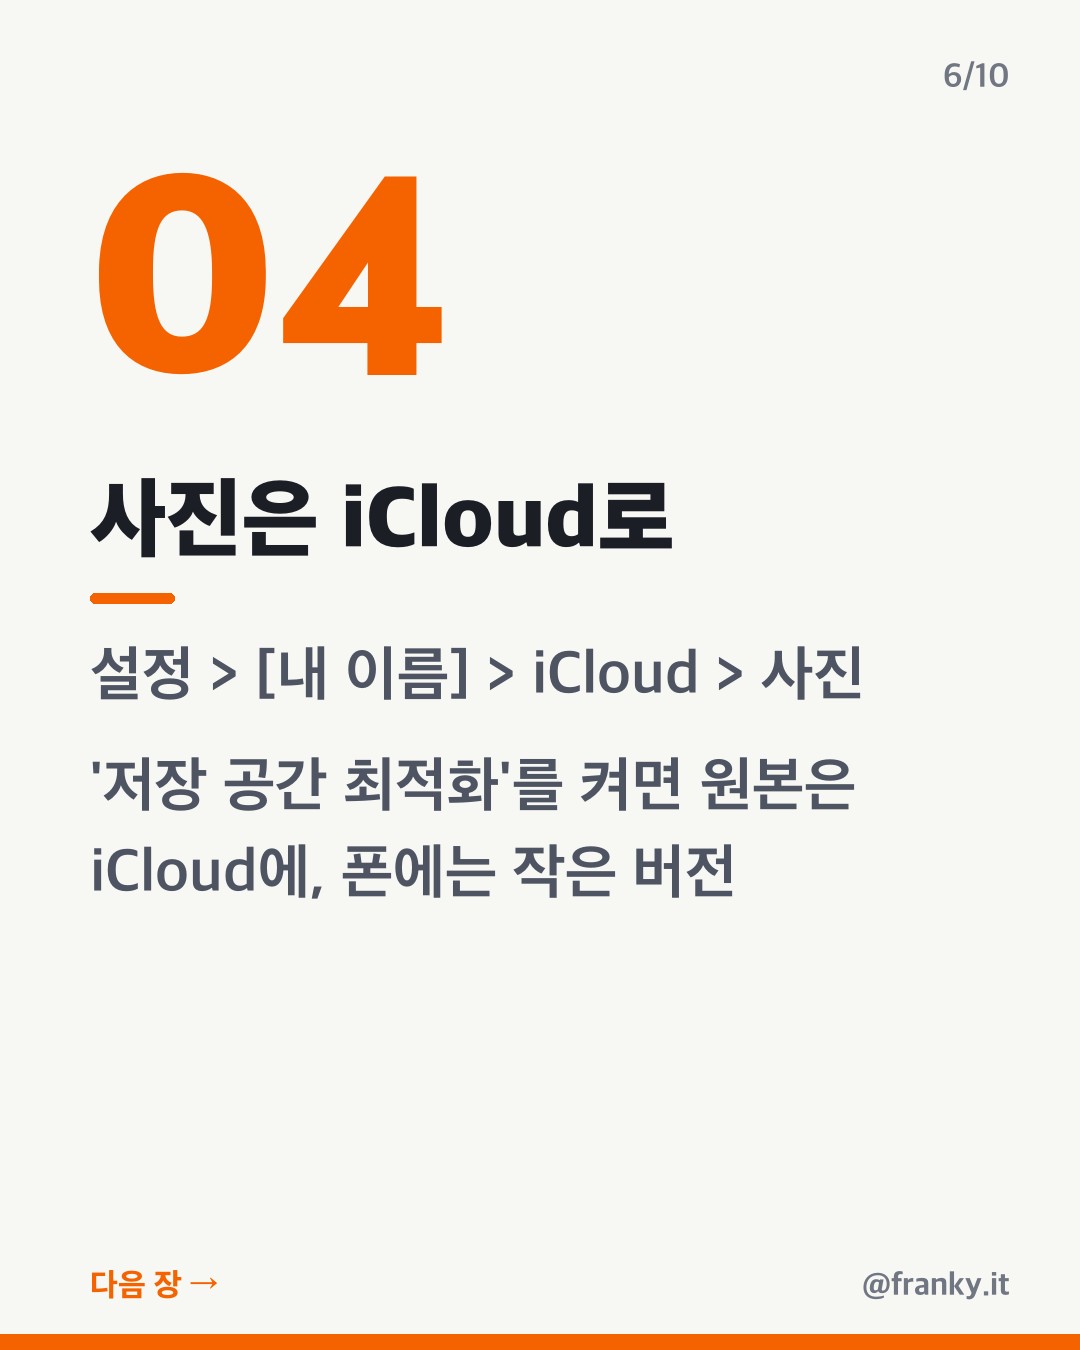 6/10
04
사진은 iCloud로
설정 > [내 이름] > iCloud > 사진
'저장 공간 최적화'를 켜면 원본은
iCloud에, 폰에는 작은 버전
다음 장 →
@franky.it